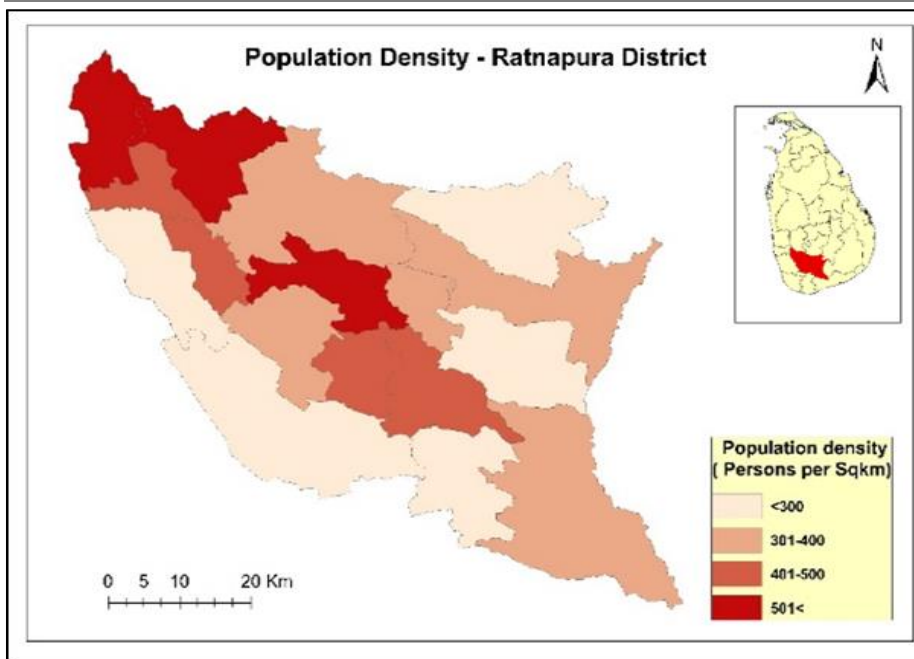 Population Density - Ratnapura District
N
Population density
( Persons per Sqkm)
<300
301-400
401-500
501<
0 5 10 20 Km